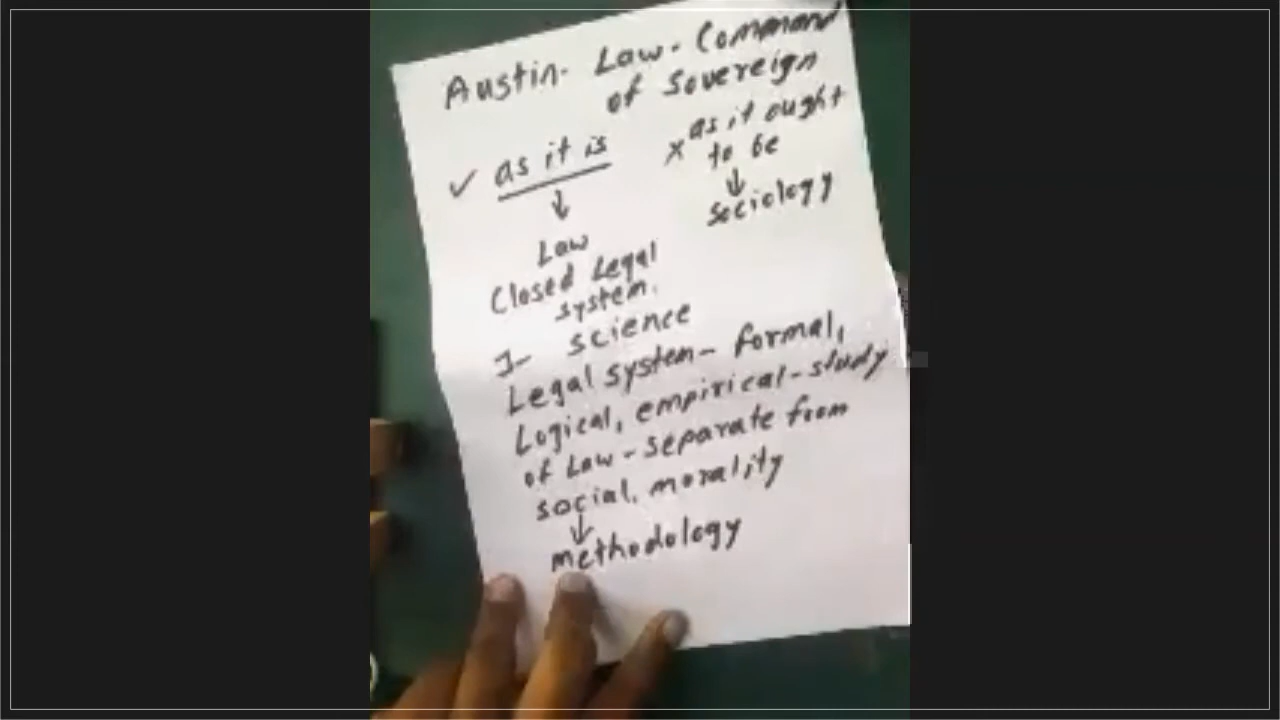 Austin- Law- Command
of sovereign
✓ as it is
x as it ought
to be
↓
sociology
↓
Law
Closed Legal
system.
J- science
Legal system- formal,
Logical, empirical-study
of Law - separate from
social, morality
↓
methodology